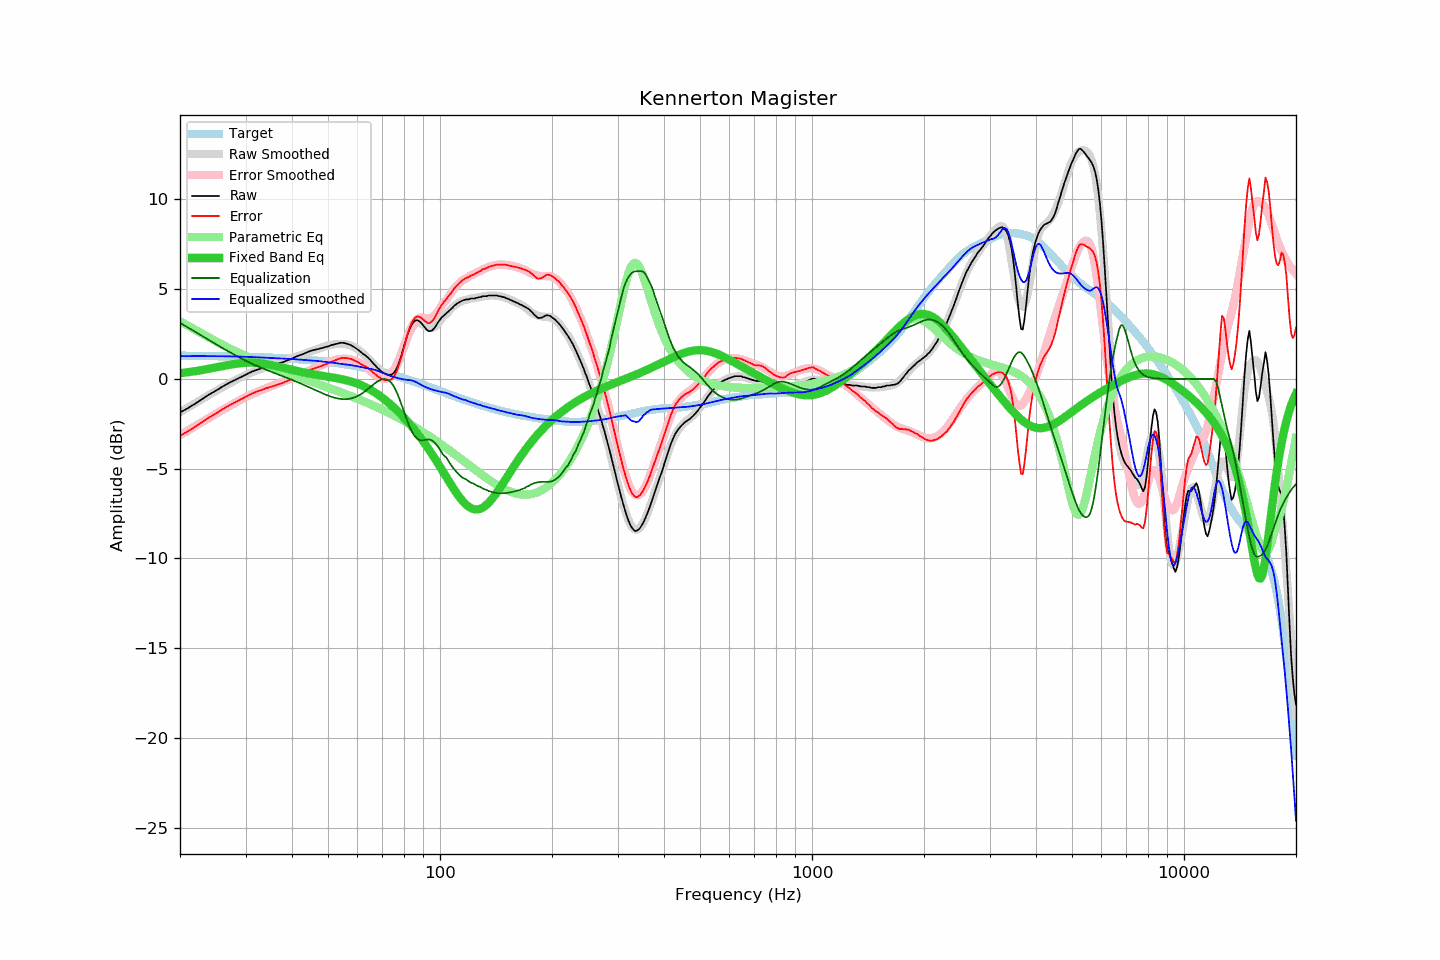 Kennerton Magister
Target
Raw Smoothed
Error Smoothed
Raw
Error
Parametric Eq
Fixed Band Eq
Equalization
Equalized smoothed
10
5
0
−5
−10
−15
−20
−25
Amplitude (dBr)
100
1000
10000
Frequency (Hz)